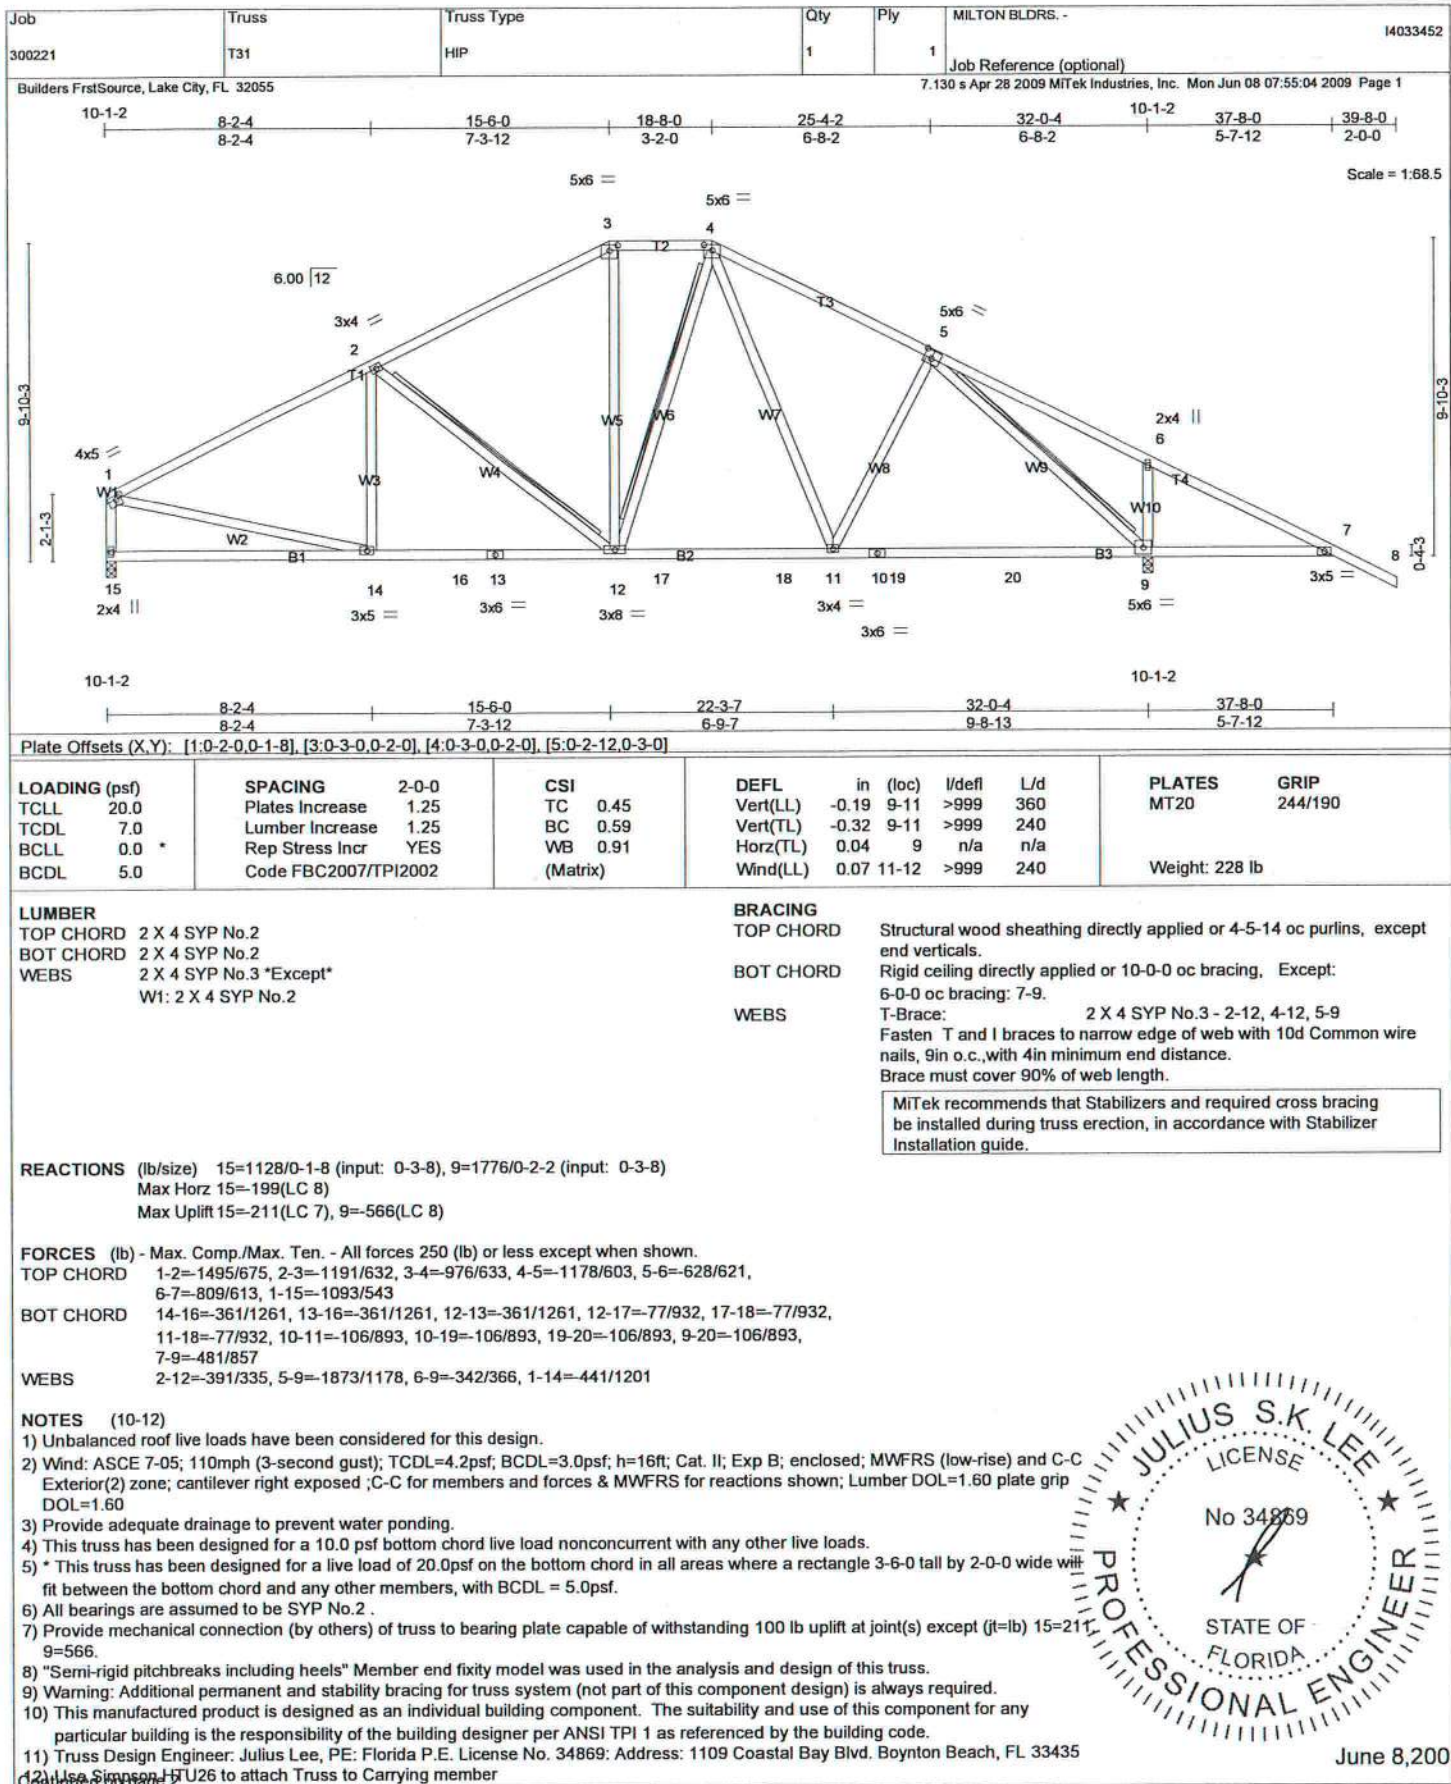 Job Truss Truss Type Qty Ply MILTON BLDRS. -
I4033452
300221 T31 HIP 1 1
Job Reference (optional)
Builders FrstSource, Lake City, FL 32055 7.130 s Apr 28 2009 MiTek Industries, Inc. Mon Jun 08 07:55:04 2009 Page 1
10-1-2 8-2-4 15-6-0 18-8-0 25-4-2 32-0-4 10-1-2 37-8-0 39-8-0
8-2-4 7-3-12 3-2-0 6-8-2 6-8-2 5-7-12 2-0-0
Scale = 1:68.5
5x6 =
5x6 =
3 4
T2
6.00 12
T3
3x4
5x6
2 5
T1
9-10-3 9-10-3
W5 W6 W7
2x4 ||
6
4x5
1
W1
W3 W4 W8 W9 T4
2-1-3
W10
W2
7
B1 B2 B3
8 0-4-3
15 14 16 13 12 17 18 11 10 19 20 9
3x5 =
2x4 ||
3x5 =
3x6 =
3x8 =
3x4 =
5x6 =
3x6 =
10-1-2 10-1-2
8-2-4 15-6-0 22-3-7 32-0-4 37-8-0
8-2-4 7-3-12 6-9-7 9-8-13 5-7-12
Plate Offsets (X,Y): [1:0-2-0,0-1-8], [3:0-3-0,0-2-0], [4:0-3-0,0-2-0], [5:0-2-12,0-3-0]
LOADING (psf) SPACING 2-0-0 CSI DEFL in (loc) l/defl L/d PLATES GRIP
TCLL 20.0 Plates Increase 1.25 TC 0.45 Vert(LL) -0.19 9-11 >999 360 MT20 244/190
TCDL 7.0 Lumber Increase 1.25 BC 0.59 Vert(TL) -0.32 9-11 >999 240
BCLL 0.0 * Rep Stress Incr YES WB 0.91 Horz(TL) 0.04 9 n/a n/a
BCDL 5.0 Code FBC2007/TPI2002 (Matrix) Wind(LL) 0.07 11-12 >999 240 Weight: 228 lb
LUMBER
TOP CHORD 2 X 4 SYP No.2
BOT CHORD 2 X 4 SYP No.2
WEBS 2 X 4 SYP No.3 *Except*
W1: 2 X 4 SYP No.2
BRACING
TOP CHORD Structural wood sheathing directly applied or 4-5-14 oc purlins, except
end verticals.
BOT CHORD Rigid ceiling directly applied or 10-0-0 oc bracing, Except:
6-0-0 oc bracing: 7-9.
WEBS T-Brace: 2 X 4 SYP No.3 - 2-12, 4-12, 5-9
Fasten T and I braces to narrow edge of web with 10d Common wire
nails, 9in o.c.,with 4in minimum end distance.
Brace must cover 90% of web length.
MiTek recommends that Stabilizers and required cross bracing
be installed during truss erection, in accordance with Stabilizer
Installation guide.
REACTIONS (lb/size) 15=1128/0-1-8 (input: 0-3-8), 9=1776/0-2-2 (input: 0-3-8)
Max Horz 15=-199(LC 8)
Max Uplift 15=-211(LC 7), 9=-566(LC 8)
FORCES (lb) - Max. Comp./Max. Ten. - All forces 250 (lb) or less except when shown.
TOP CHORD 1-2=-1495/675, 2-3=-1191/632, 3-4=-976/633, 4-5=-1178/603, 5-6=-628/621,
6-7=-809/613, 1-15=-1093/543
BOT CHORD 14-16=-361/1261, 13-16=-361/1261, 12-13=-361/1261, 12-17=-77/932, 17-18=-77/932,
11-18=-77/932, 10-11=-106/893, 10-19=-106/893, 19-20=-106/893, 9-20=-106/893,
7-9=-481/857
WEBS 2-12=-391/335, 5-9=-1873/1178, 6-9=-342/366, 1-14=-441/1201
NOTES (10-12)
1) Unbalanced roof live loads have been considered for this design.
2) Wind: ASCE 7-05; 110mph (3-second gust); TCDL=4.2psf; BCDL=3.0psf; h=16ft; Cat. II; Exp B; enclosed; MWFRS (low-rise) and C-C
Exterior(2) zone; cantilever right exposed ;C-C for members and forces & MWFRS for reactions shown; Lumber DOL=1.60 plate grip
DOL=1.60
3) Provide adequate drainage to prevent water ponding.
4) This truss has been designed for a 10.0 psf bottom chord live load nonconcurrent with any other live loads.
5) * This truss has been designed for a live load of 20.0psf on the bottom chord in all areas where a rectangle 3-6-0 tall by 2-0-0 wide will
fit between the bottom chord and any other members, with BCDL = 5.0psf.
6) All bearings are assumed to be SYP No.2 .
7) Provide mechanical connection (by others) of truss to bearing plate capable of withstanding 100 lb uplift at joint(s) except (jt=lb) 15=211,
9=566.
8) "Semi-rigid pitchbreaks including heels" Member end fixity model was used in the analysis and design of this truss.
9) Warning: Additional permanent and stability bracing for truss system (not part of this component design) is always required.
10) This manufactured product is designed as an individual building component. The suitability and use of this component for any
particular building is the responsibility of the building designer per ANSI TPI 1 as referenced by the building code.
11) Truss Design Engineer: Julius Lee, PE: Florida P.E. License No. 34869: Address: 1109 Coastal Bay Blvd. Boynton Beach, FL 33435
12) Use Simpson HTU26 to attach Truss to Carrying member
Continued on page 2
JULIUS S.K. LEE
LICENSE
No 34869
STATE OF
FLORIDA
PROFESSIONAL ENGINEER
June 8,200